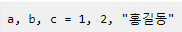 a, b, c = 1, 2, "홍길동"